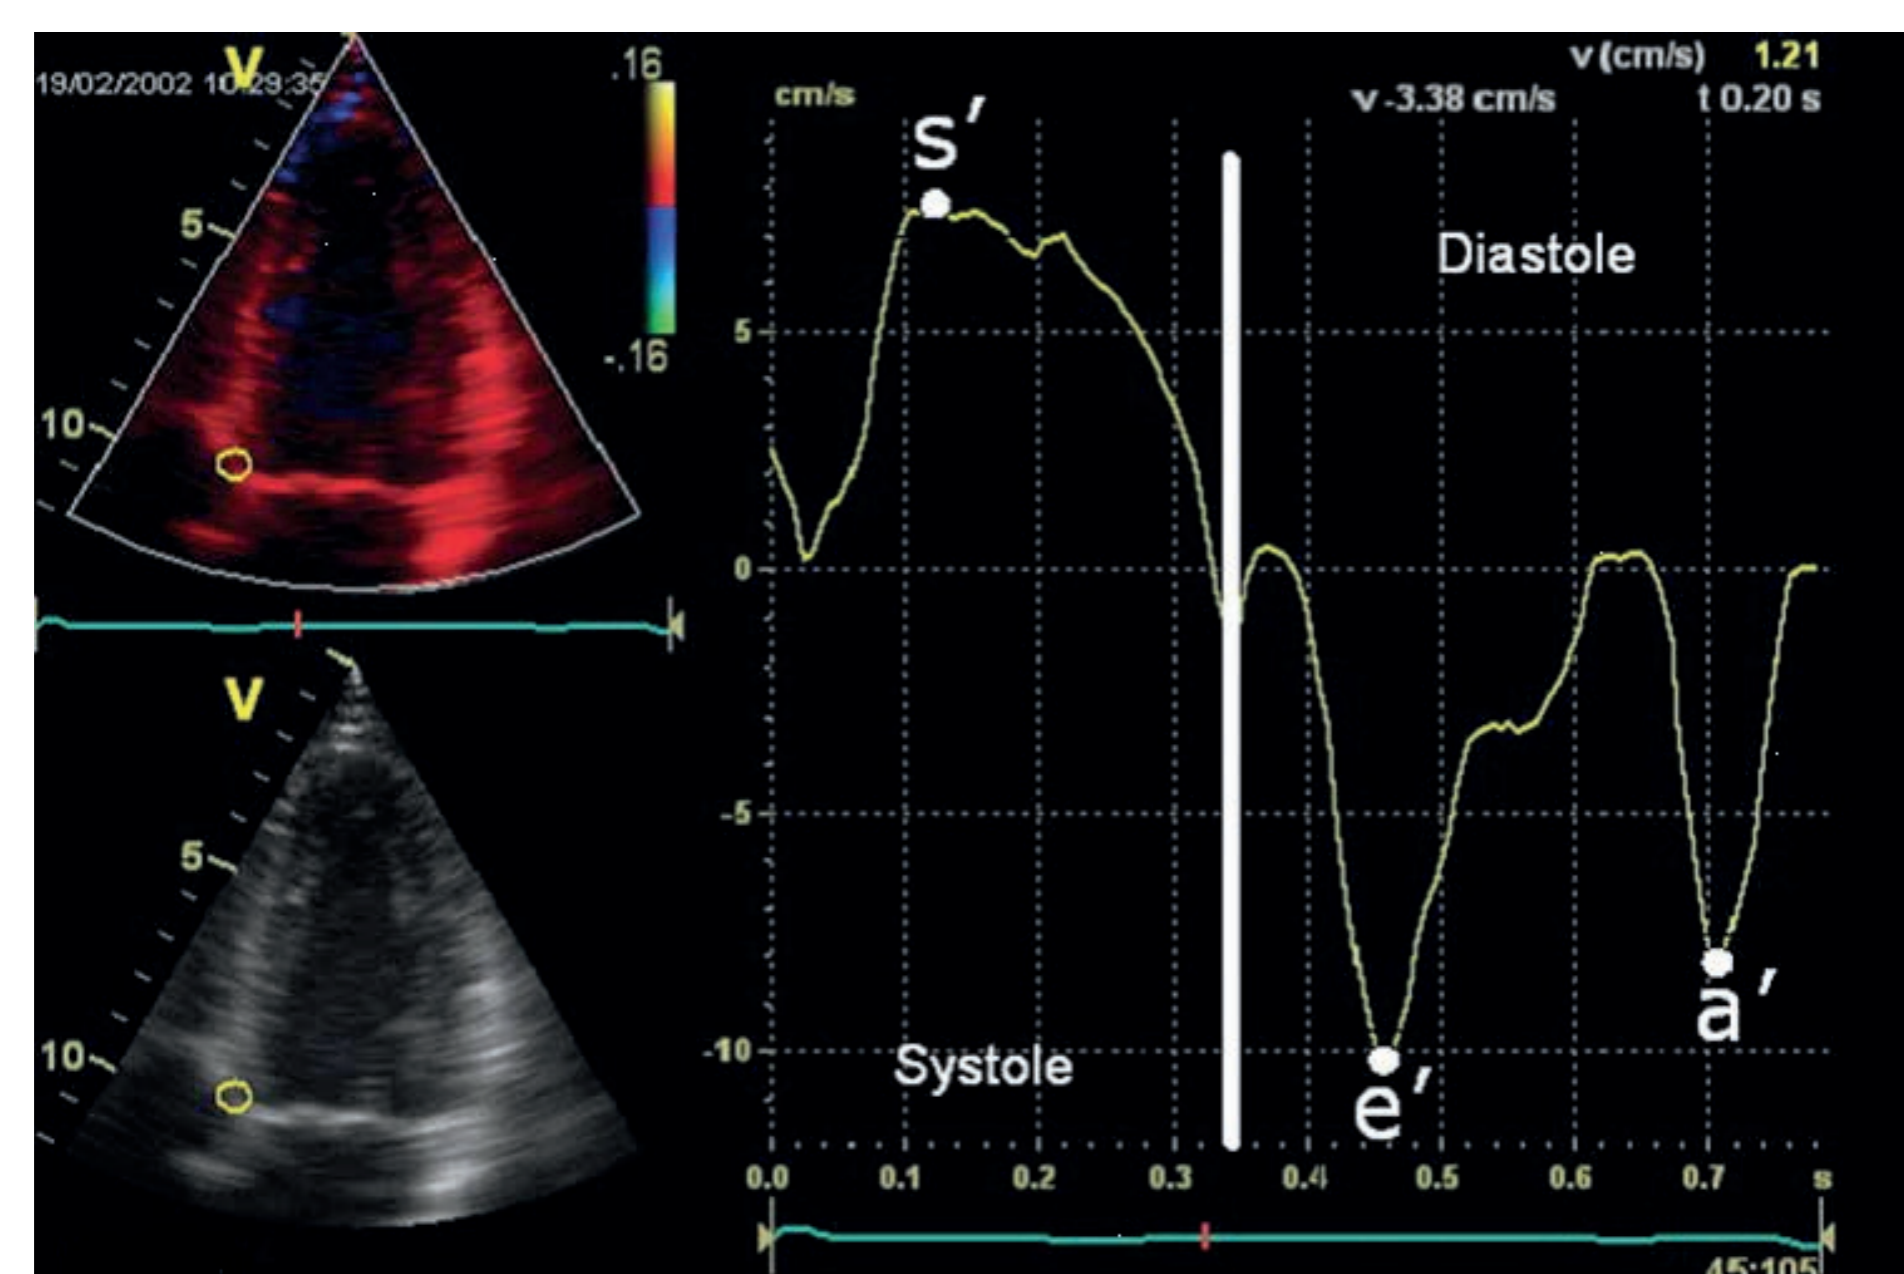 V
19/02/2002 10:29:35
.16
5
10
-.16
V
5
10
v (cm/s) 1.21
v -3.38 cm/s t 0.20 s
cm/s
s′
Diastole
5
0
-5
-10
Systole
e′
a′
0.0 0.1 0.2 0.3 0.4 0.5 0.6 0.7 s
45:105